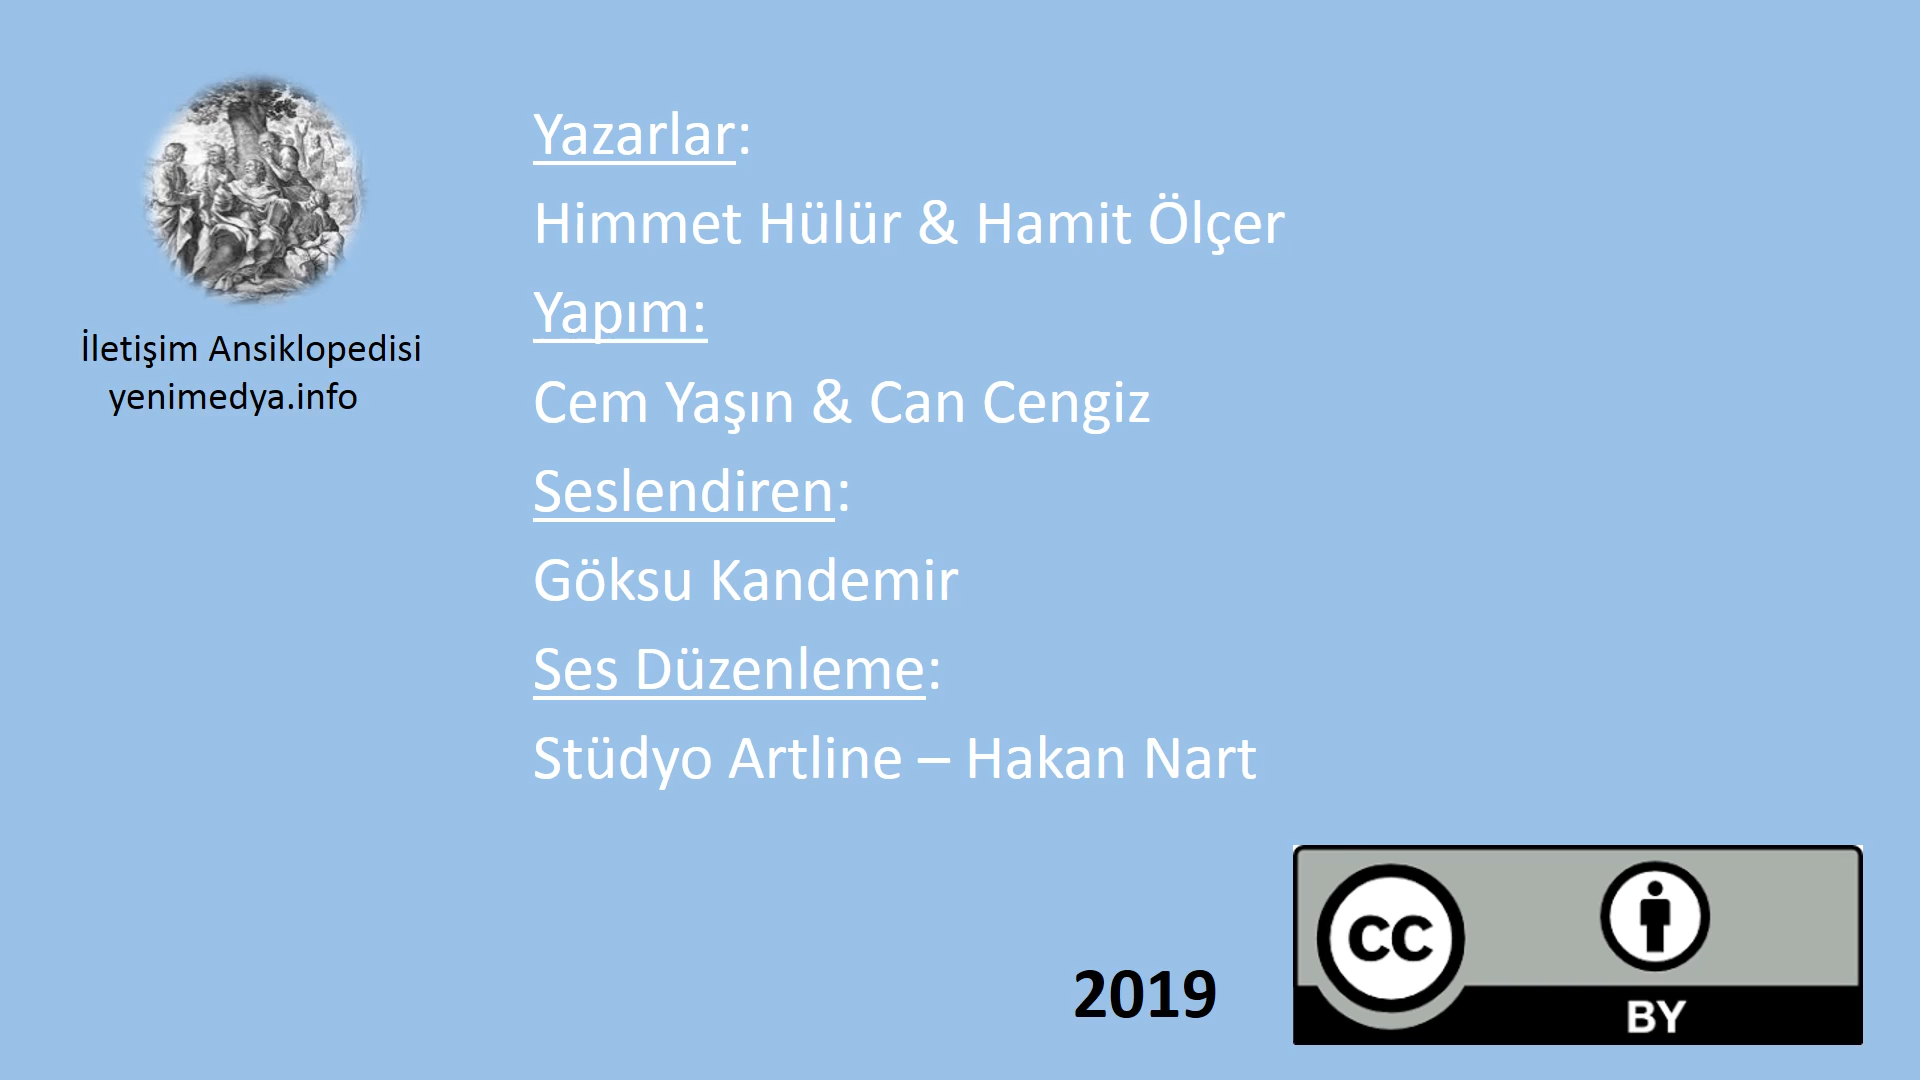 İletişim Ansiklopedisi
yenimedya.info
Yazarlar:
Himmet Hülür & Hamit Ölçer
Yapım:
Cem Yaşın & Can Cengiz
Seslendiren:
Göksu Kandemir
Ses Düzenleme:
Stüdyo Artline – Hakan Nart
2019
CC
BY